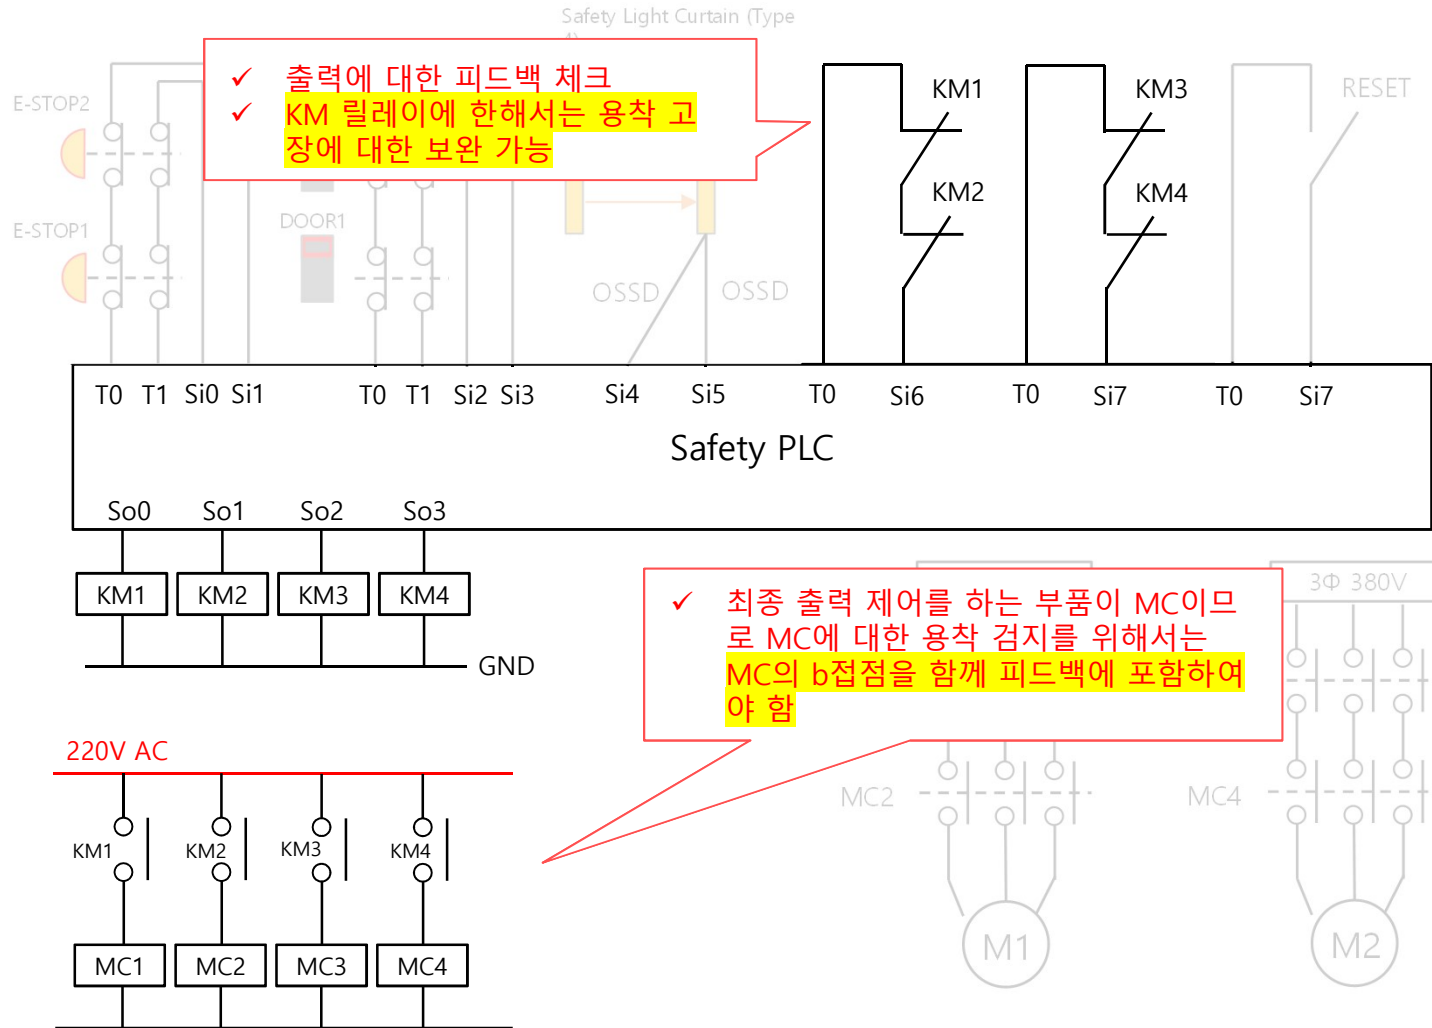 Safety Light Curtain (Type
✓ 출력에 대한 피드백 체크
✓ KM 릴레이에 한해서는 용착 고
장에 대한 보완 가능
E-STOP2
KM1
KM3
RESET
KM2
KM4
E-STOP1
DOOR1
OSSD
OSSD
T0 T1 Si0 Si1 T0 T1 Si2 Si3 Si4 Si5 T0 Si6 T0 Si7 T0 Si7
Safety PLC
So0 So1 So2 So3
KM1 KM2 KM3 KM4
GND
3Φ 380V
✓ 최종 출력 제어를 하는 부품이 MC이므
로 MC에 대한 용착 검지를 위해서는
MC의 b접점을 함께 피드백에 포함하여
야 함
220V AC
MC2
MC4
KM1 KM2 KM3 KM4
M1
M2
MC1 MC2 MC3 MC4